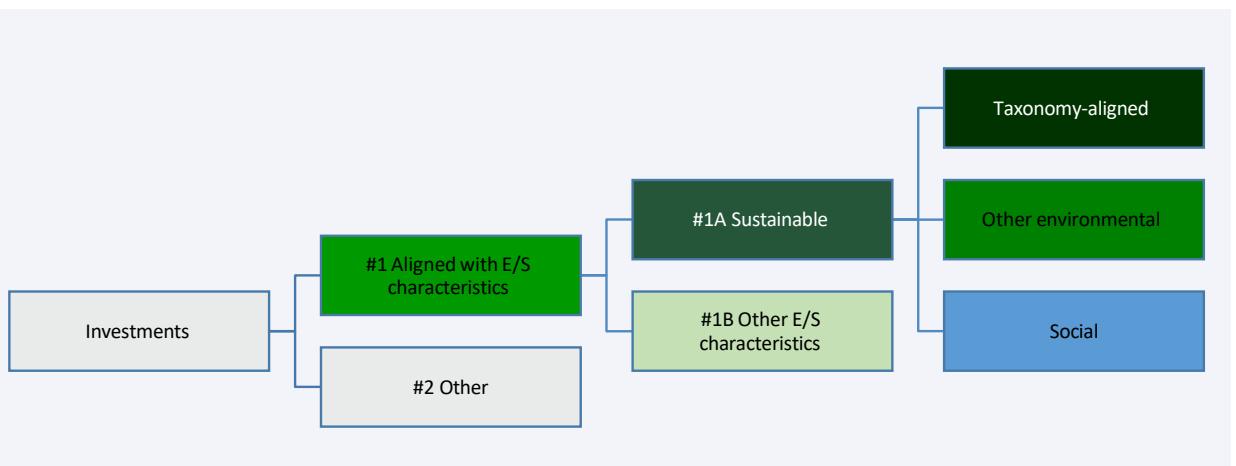 Taxonomy-aligned
#1A Sustainable
Other environmental
#1 Aligned with E/S
characteristics
Investments
#1B Other E/S
characteristics
Social
#2 Other